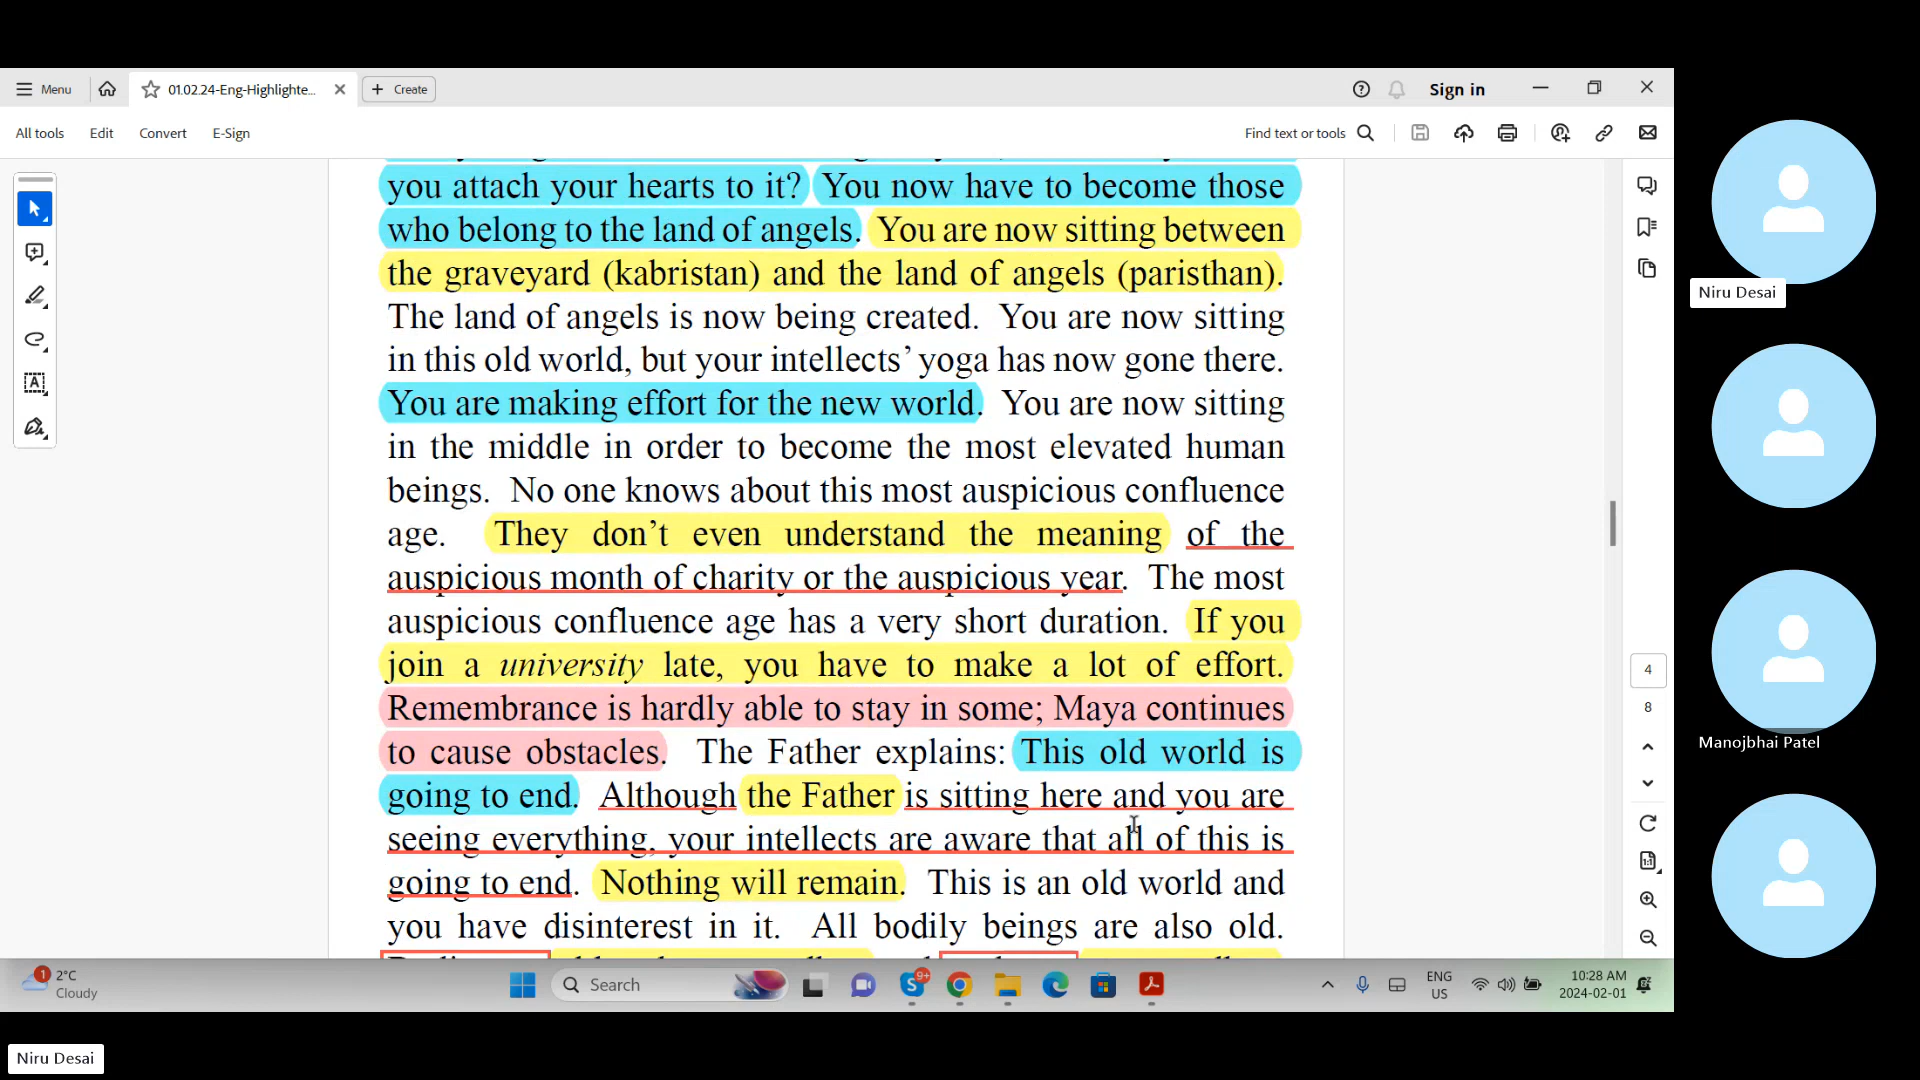 Menu
01.02.24-Eng-Highlighte...
Create
Sign in
All tools
Edit
Convert
E-Sign
Find text or tools
you attach your hearts to it? You now have to become those
who belong to the land of angels. You are now sitting between
the graveyard (kabristan) and the land of angels (paristhan).
The land of angels is now being created. You are now sitting
in this old world, but your intellects’ yoga has now gone there.
You are making effort for the new world. You are now sitting
in the middle in order to become the most elevated human
beings. No one knows about this most auspicious confluence
age. They don’t even understand the meaning of the
auspicious month of charity or the auspicious year. The most
auspicious confluence age has a very short duration. If you
join a university late, you have to make a lot of effort.
Remembrance is hardly able to stay in some; Maya continues
to cause obstacles. The Father explains: This old world is
going to end. Although the Father is sitting here and you are
seeing everything, your intellects are aware that all of this is
going to end. Nothing will remain. This is an old world and
you have disinterest in it. All bodily beings are also old.
4
8
1:1
Niru Desai
Manojbhai Patel
1
2°C
Cloudy
Search
S
9+
ENG
US
10:28 AM
2024-02-01
Niru Desai